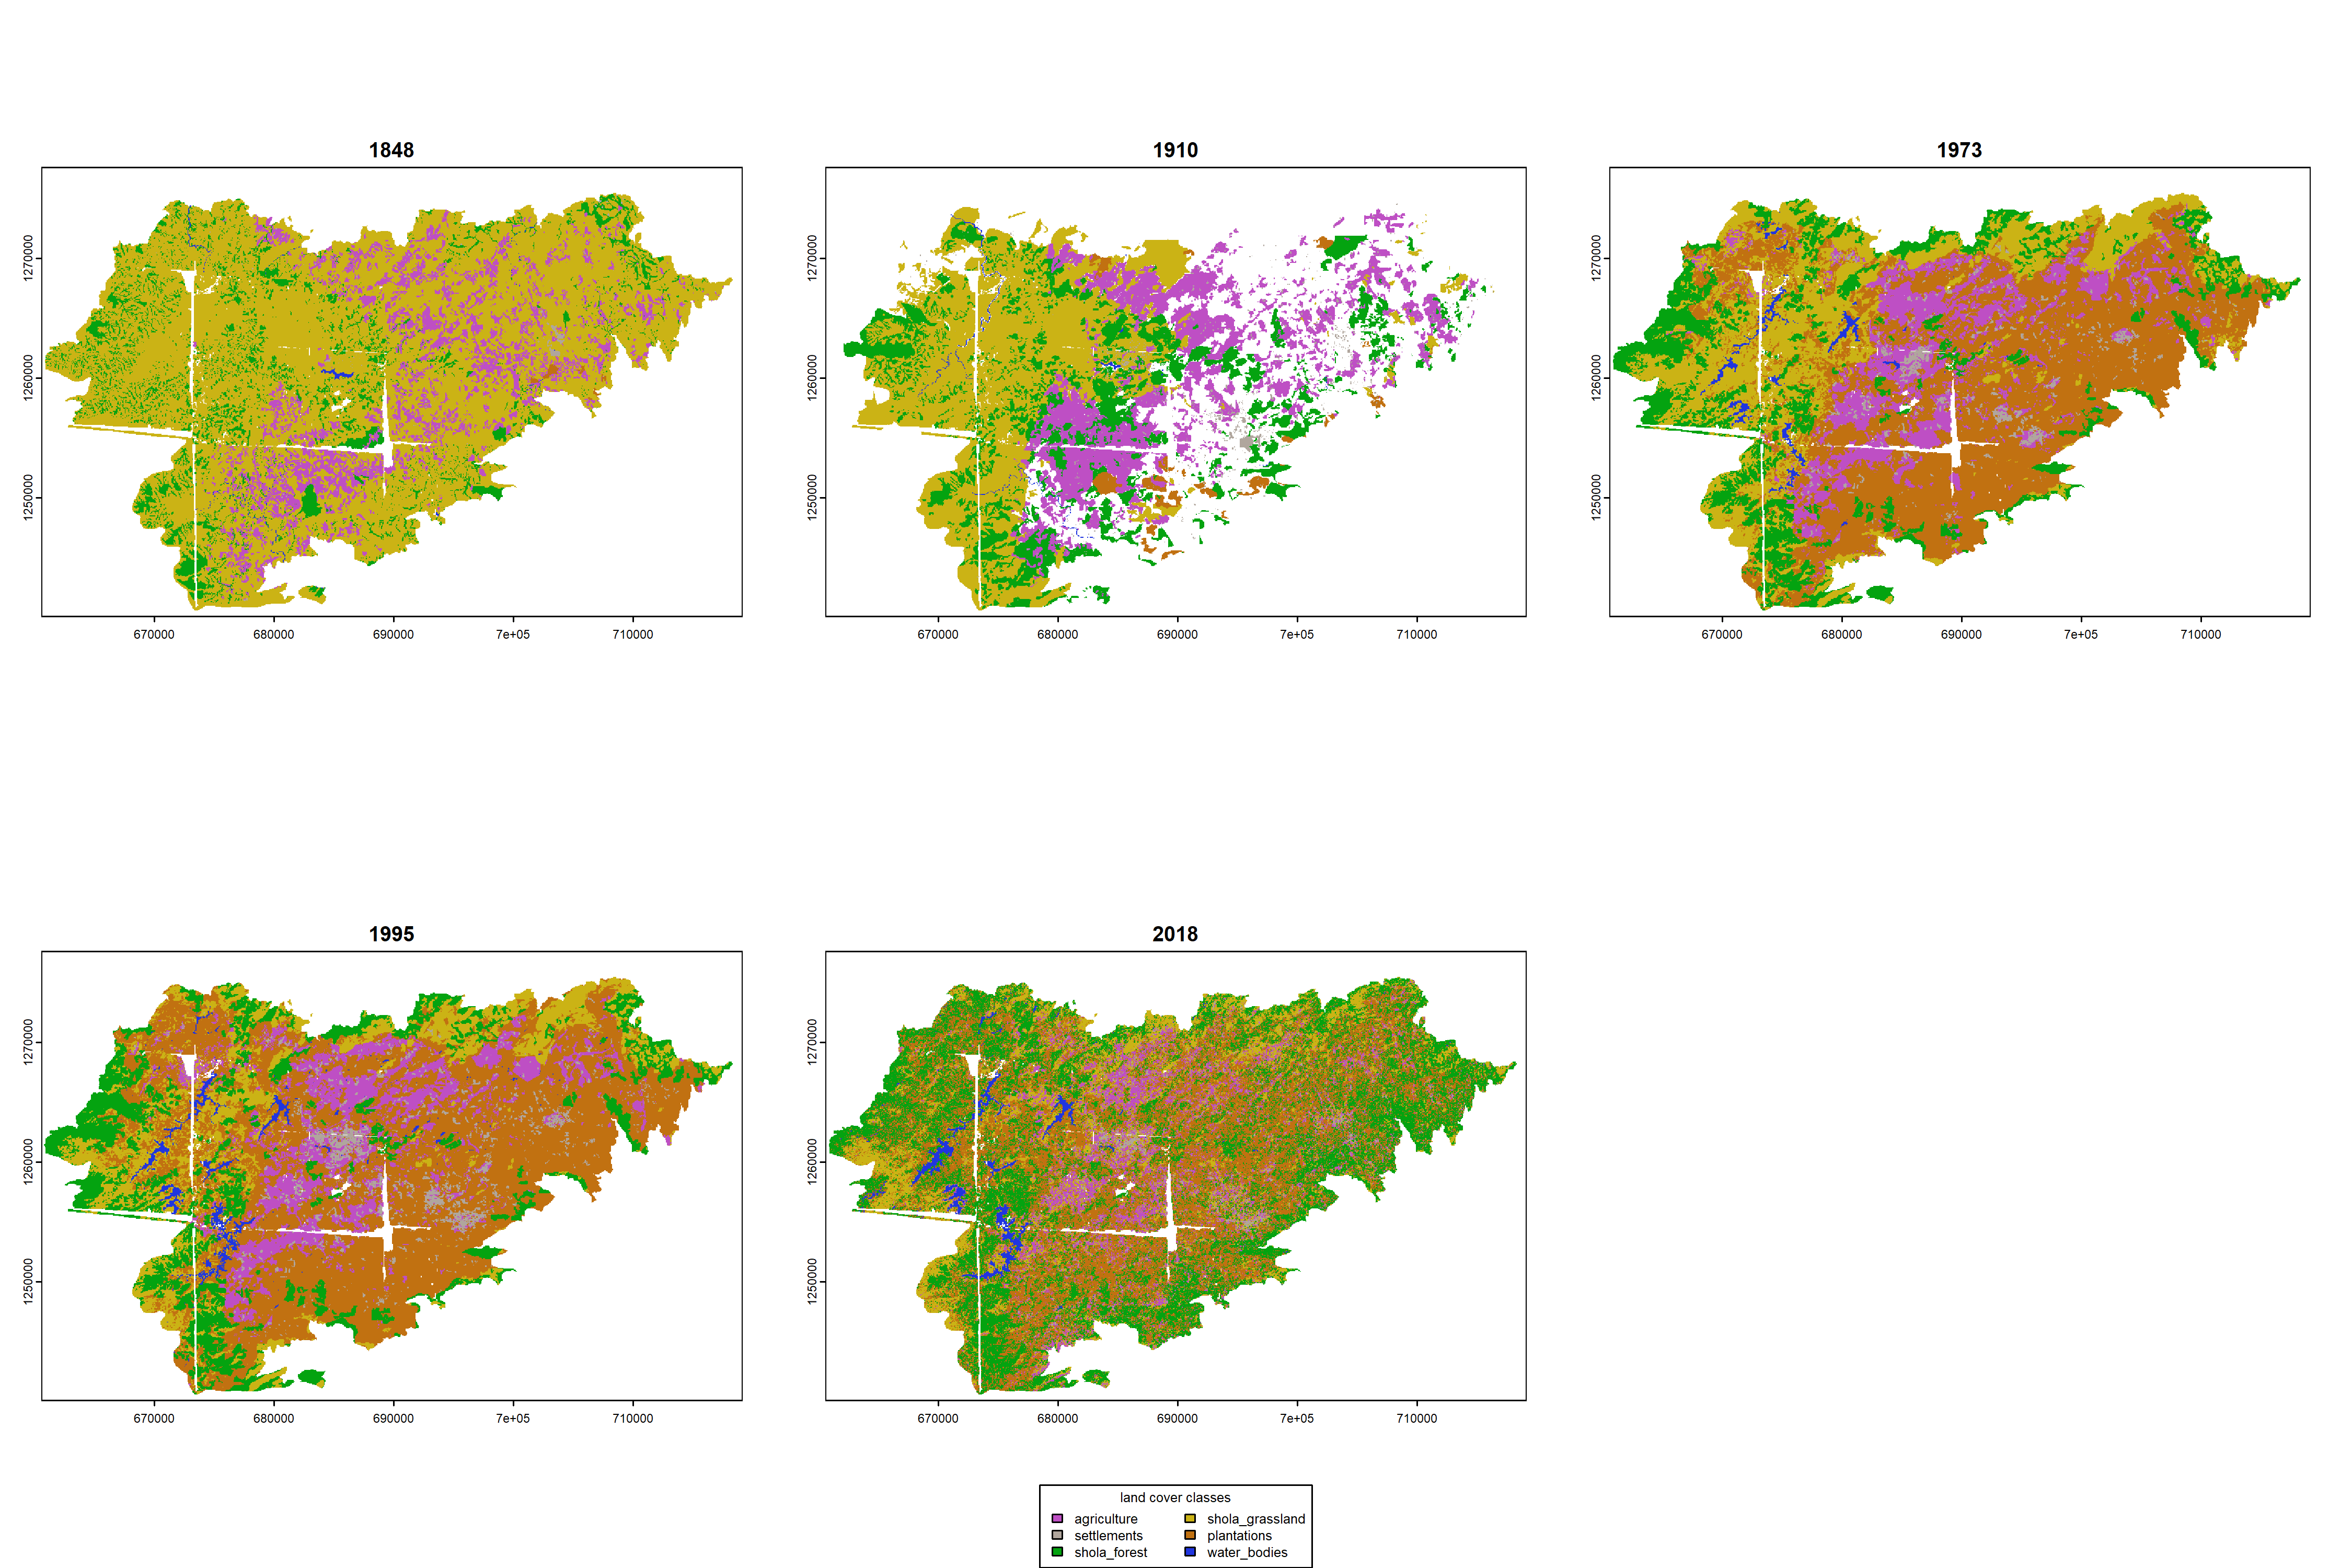 1848
1270000
1260000
1250000
670000 680000 690000 7e+05 710000
1910
1270000
1260000
1250000
670000 680000 690000 7e+05 710000
1973
1270000
1260000
1250000
670000 680000 690000 7e+05 710000
1995
1270000
1260000
1250000
670000 680000 690000 7e+05 710000
2018
1270000
1260000
1250000
670000 680000 690000 7e+05 710000
land cover classes
agriculture shola_grassland
settlements plantations
shola_forest water_bodies